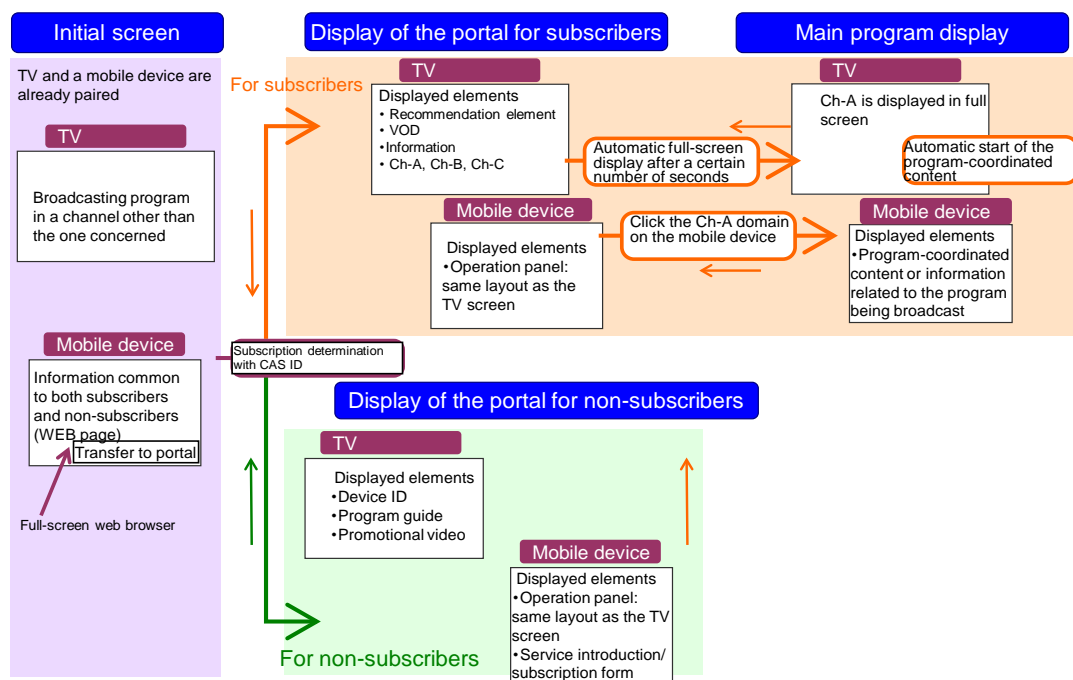 Initial screen
TV and a mobile device are
already paired
TV
Broadcasting program
in a channel other than
the one concerned
Mobile device
Information common
to both subscribers
and non-subscribers
(WEB page)
Transfer to portal
Full-screen web browser
Subscription determination
with CAS ID
For subscribers
Display of the portal for subscribers
TV
Displayed elements
• Recommendation element
• VOD
•Information
• Ch-A, Ch-B, Ch-C
Automatic full-screen
display after a certain
number of seconds
Mobile device
Displayed elements
•Operation panel:
same layout as the
TV screen
Click the Ch-A domain
on the mobile device
Main program display
TV
Ch-A is displayed in full
screen
Automatic start of the
program-coordinated
content
Mobile device
Displayed elements
•Program-coordinated
content or information
related to the program
being broadcast
Display of the portal for non-subscribers
TV
Displayed elements
•Device ID
•Program guide
•Promotional video
Mobile device
Displayed elements
•Operation panel:
same layout as the TV
screen
•Service introduction/
subscription form
For non-subscribers